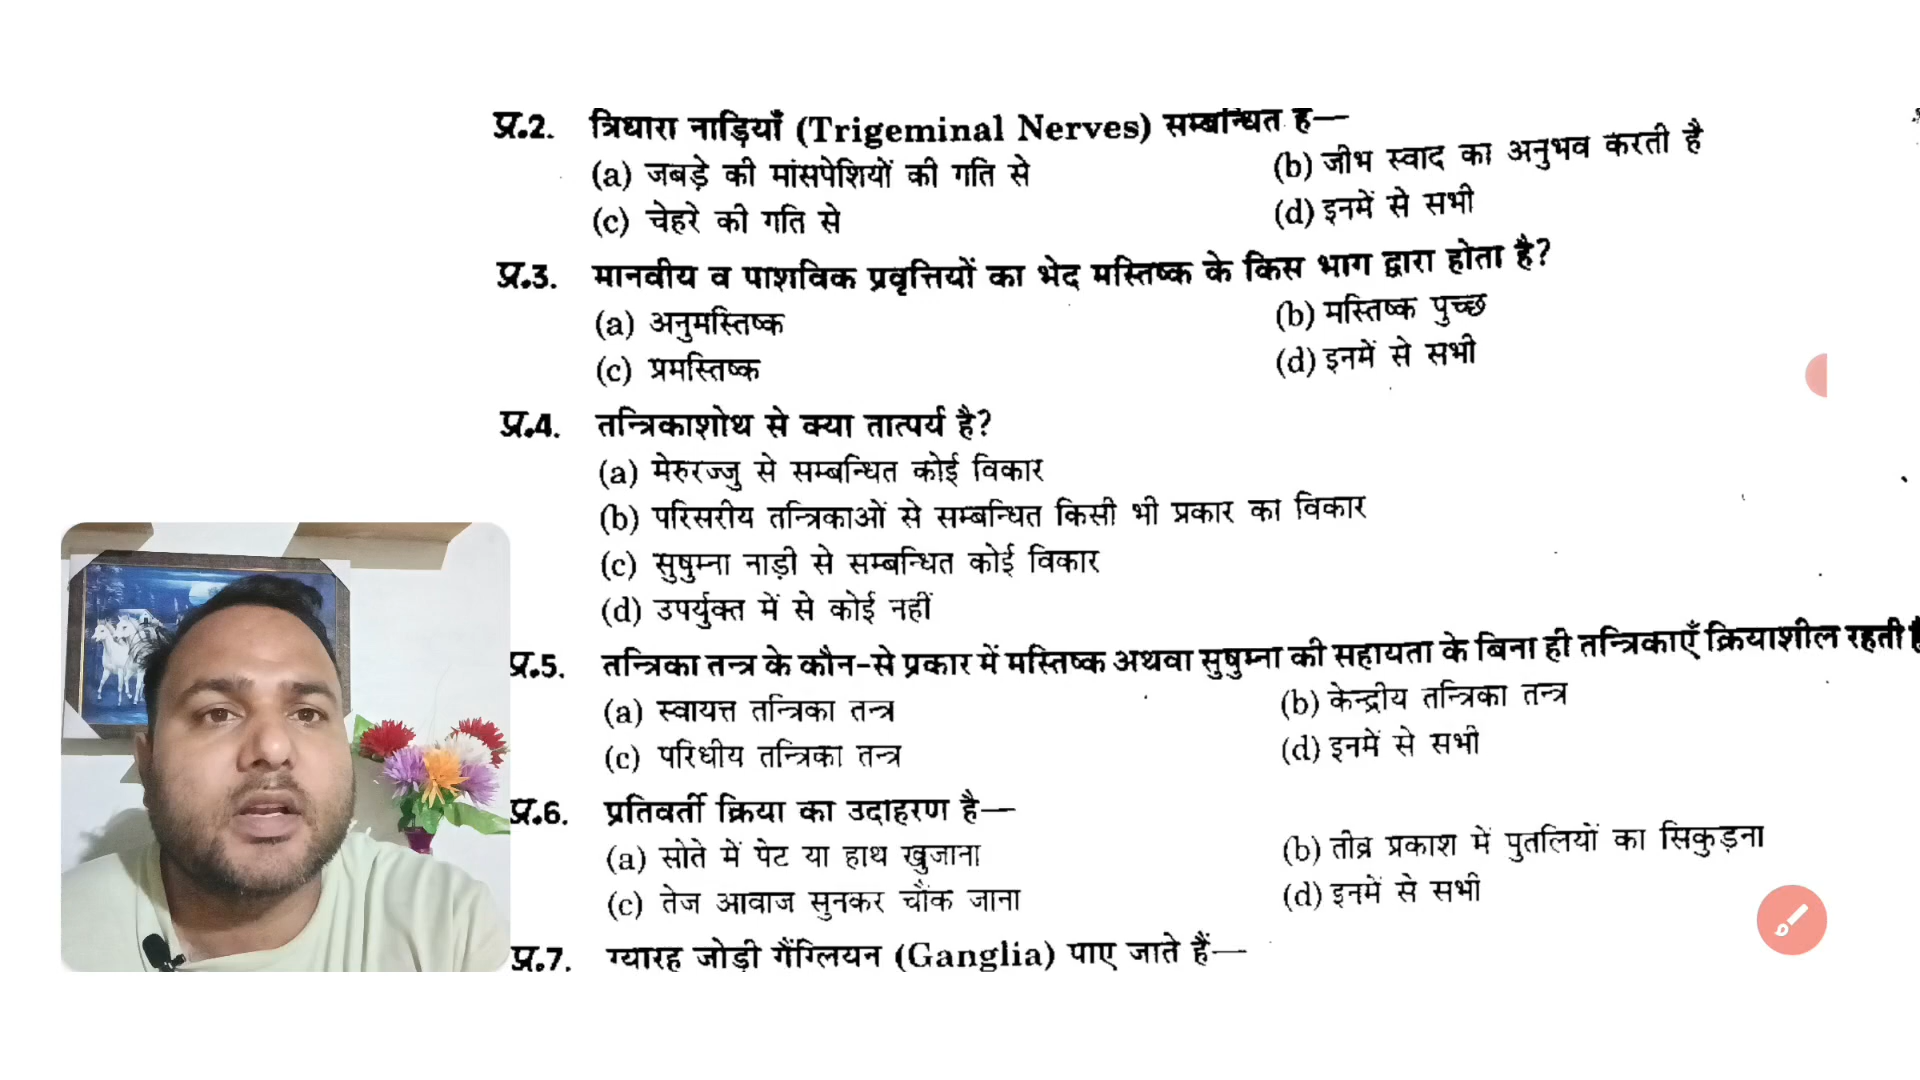 प्र.2. त्रिधारा नाड़ियाँ (Trigeminal Nerves) सम्बन्धित ह—
(a) जबड़े की मांसपेशियों की गति से (b) जीभ स्वाद का अनुभव करती है
(c) चेहरे की गति से (d) इनमें से सभी
प्र.3. मानवीय व पाशविक प्रवृत्तियों का भेद मस्तिष्क के किस भाग द्वारा होता है?
(a) अनुमस्तिष्क (b) मस्तिष्क पुच्छ
(c) प्रमस्तिष्क (d) इनमें से सभी
प्र.4. तन्त्रिकाशोथ से क्या तात्पर्य है?
(a) मेरुरज्जु से सम्बन्धित कोई विकार
(b) परिसरीय तन्त्रिकाओं से सम्बन्धित किसी भी प्रकार का विकार
(c) सुषुम्ना नाड़ी से सम्बन्धित कोई विकार
(d) उपर्युक्त में से कोई नहीं
प्र.5. तन्त्रिका तन्त्र के कौन-से प्रकार में मस्तिष्क अथवा सुषुम्ना की सहायता के बिना ही तन्त्रिकाएँ क्रियाशील रहती
(a) स्वायत्त तन्त्रिका तन्त्र (b) केन्द्रीय तन्त्रिका तन्त्र
(c) परिधीय तन्त्रिका तन्त्र (d) इनमें से सभी
प्र.6. प्रतिवर्ती क्रिया का उदाहरण है—
(a) सोते में पेट या हाथ खुजाना (b) तीव्र प्रकाश में पुतलियों का सिकुड़ना
(c) तेज आवाज सुनकर चौंक जाना (d) इनमें से सभी
प्र.7. ग्यारह जोड़ी गैंग्लियन (Ganglia) पाए जाते हैं—